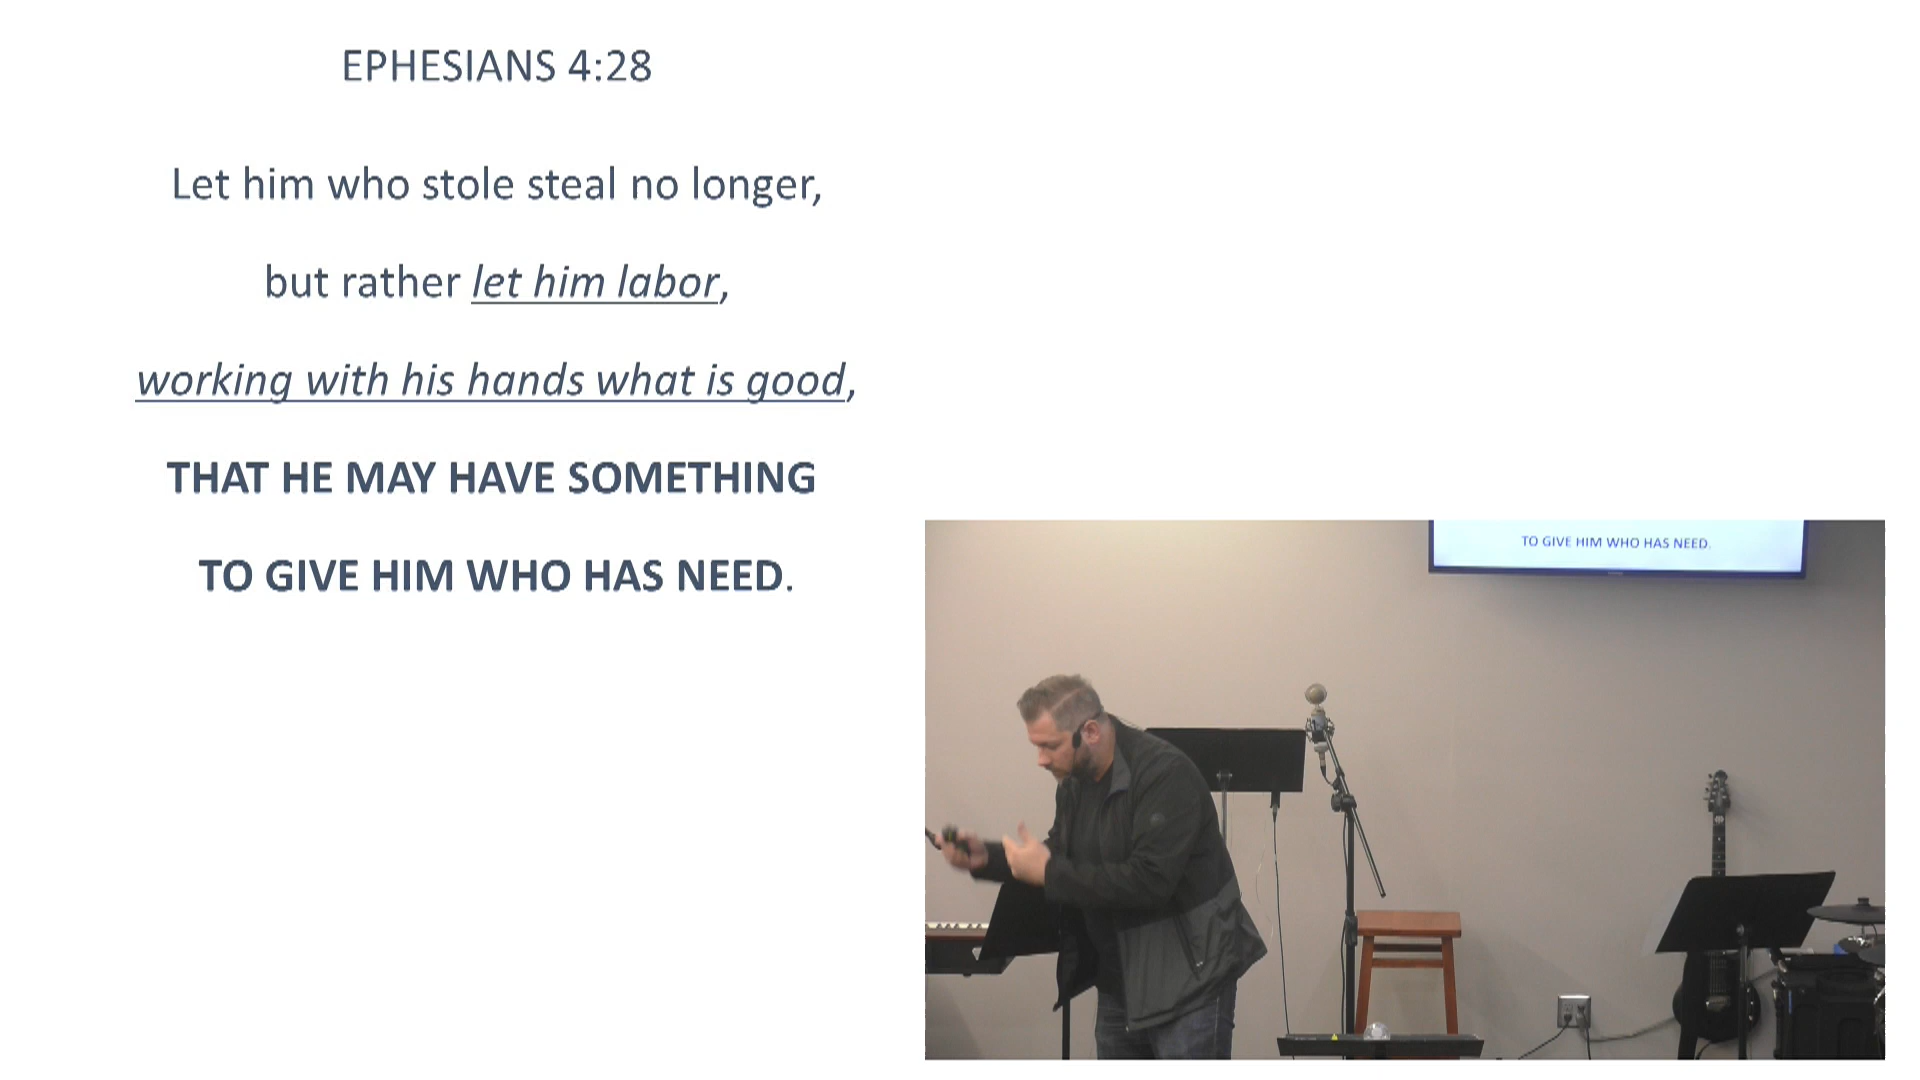 EPHESIANS 4:28
Let him who stole steal no longer,
but rather let him labor,
working with his hands what is good,
THAT HE MAY HAVE SOMETHING
TO GIVE HIM WHO HAS NEED.
TO GIVE HIM WHO HAS NEED.